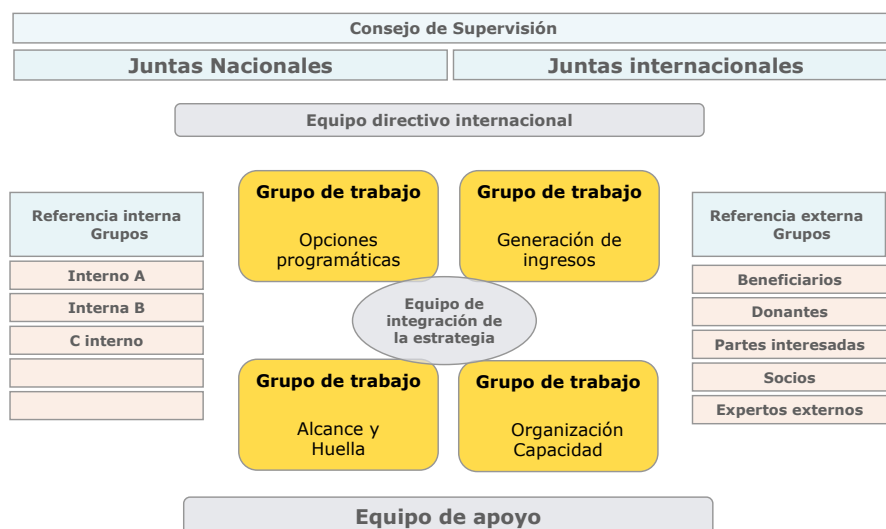 Consejo de Supervisión
Juntas Nacionales
Juntas internacionales
Equipo directivo internacional
Referencia interna
Grupos
Interno A
Interna B
C interno
Grupo de trabajo
Opciones
programáticas
Grupo de trabajo
Generación de
ingresos
Equipo de
integración de
la estrategia
Grupo de trabajo
Alcance y
Huella
Grupo de trabajo
Organización
Capacidad
Referencia externa
Grupos
Beneficiarios
Donantes
Partes interesadas
Socios
Expertos externos
Equipo de apoyo